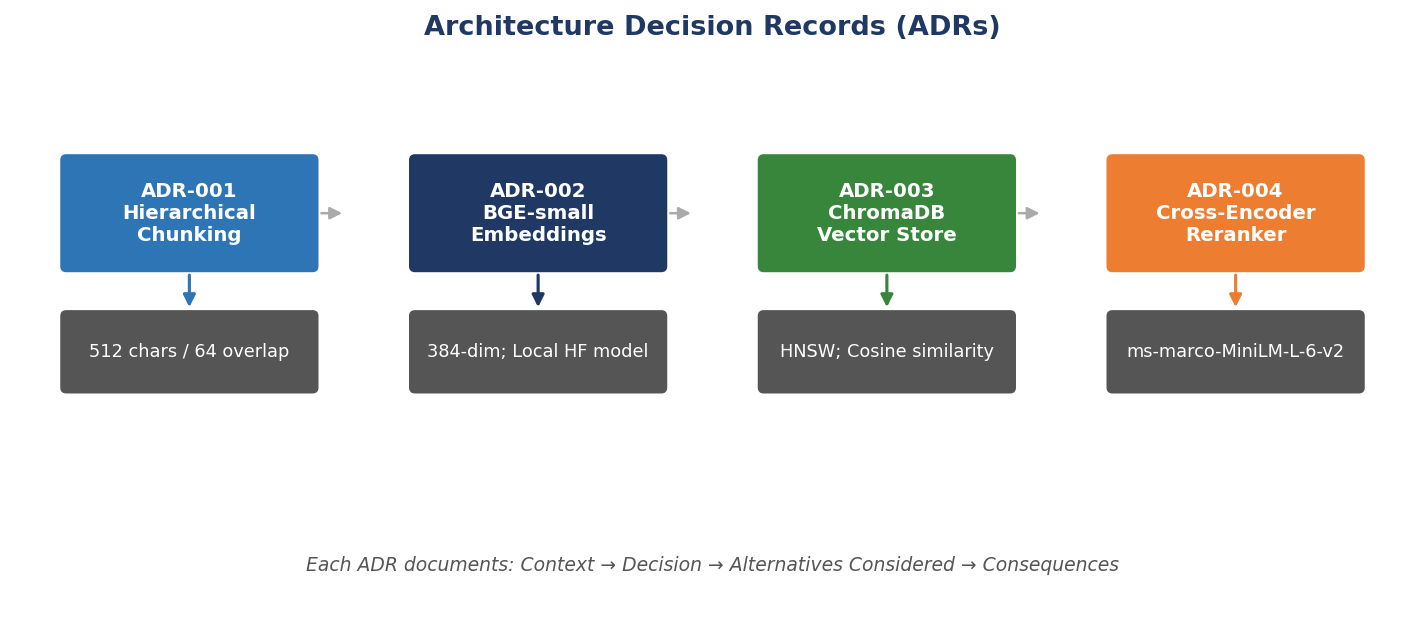 Architecture Decision Records (ADRs)
ADR-001
Hierarchical
Chunking
ADR-002
BGE-small
Embeddings
ADR-003
ChromaDB
Vector Store
ADR-004
Cross-Encoder
Reranker
512 chars / 64 overlap
384-dim; Local HF model
HNSW; Cosine similarity
ms-marco-MiniLM-L-6-v2
Each ADR documents: Context → Decision → Alternatives Considered → Consequences